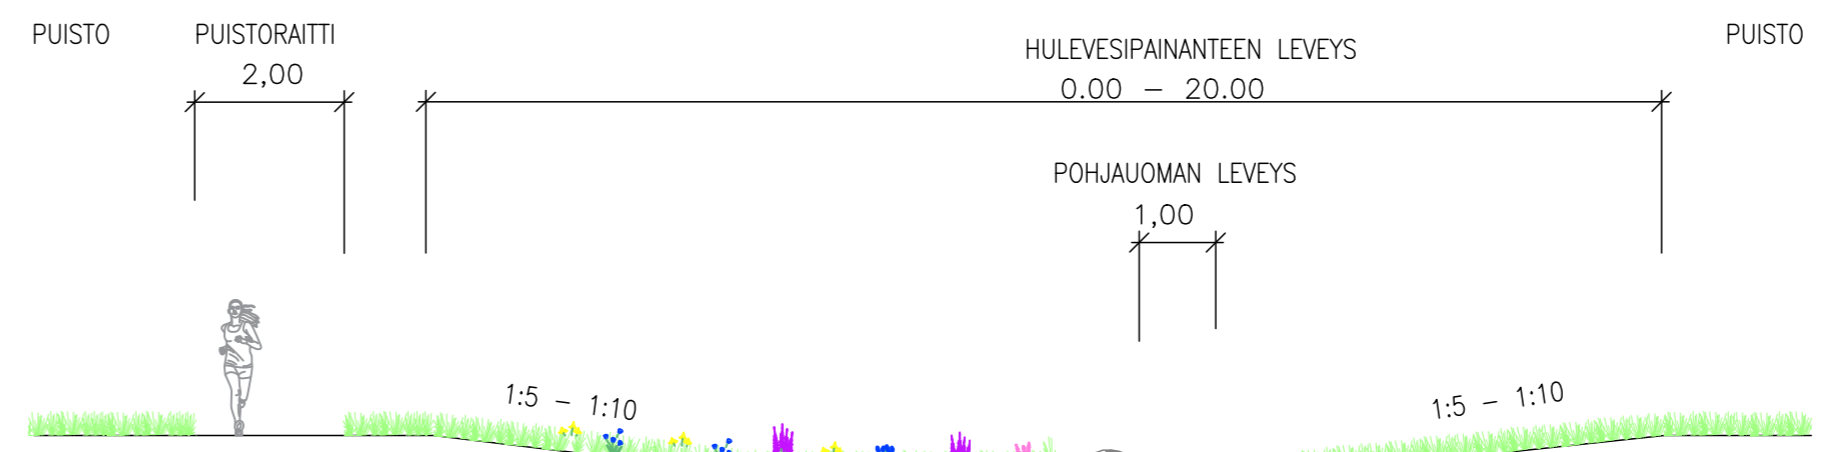 PUISTO
PUISTORAITTI
2,00
HULEVESIPAINANTEEN LEVEYS
0.00 – 20.00
PUISTO
POHJAUOMAN LEVEYS
1,00
1:5 – 1:10
1:5 – 1:10